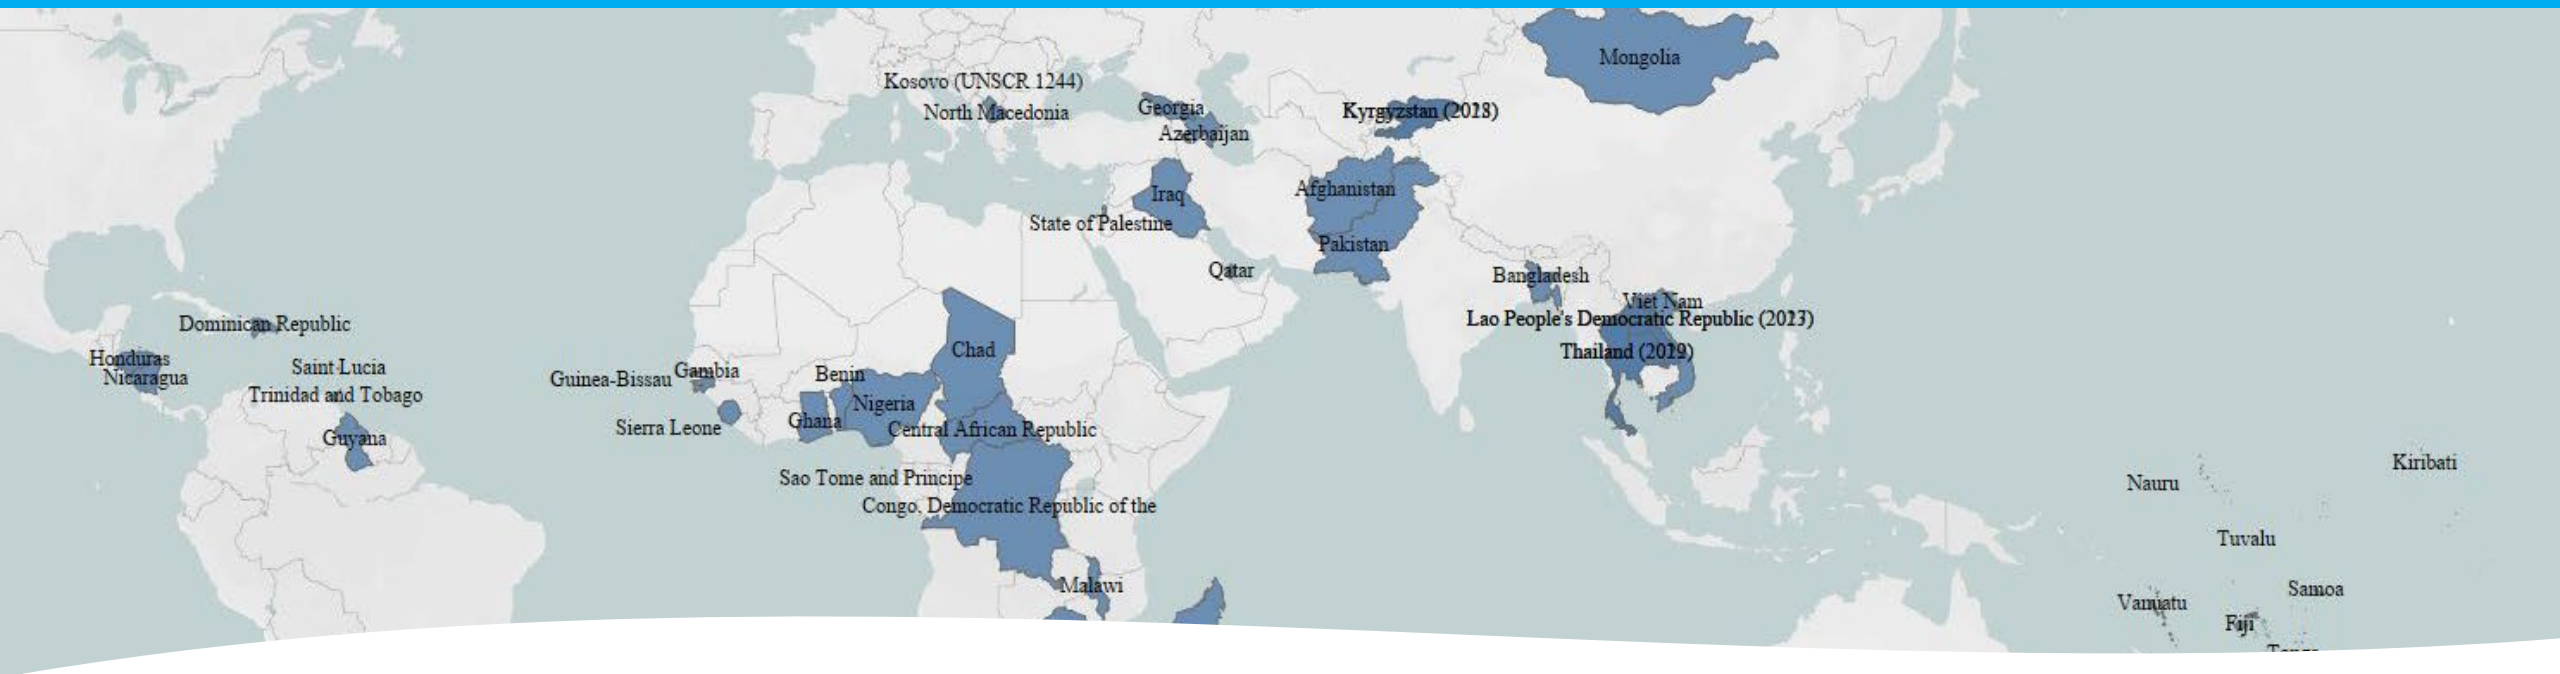 Mongolia
Kosovo (UNSCR 1244)
North Macedonia
Georgia
Azerbaijan
Kyrgyzstan
Iraq
Afghanistan
State of Palestine
Pakistan
Qatar
Bangladesh
Viet Nam
Lao People's Democratic Republic
Thailand
Dominican Republic
Honduras
Nicaragua
Saint Lucia
Trinidad and Tobago
Guyana
Guinea-Bissau
Gambia
Sierra Leone
Benin
Ghana
Nigeria
Chad
Central African Republic
Sao Tome and Principe
Congo, Democratic Republic of the
Malawi
Kiribati
Nauru
Tuvalu
Samoa
Vanuatu
Fiji